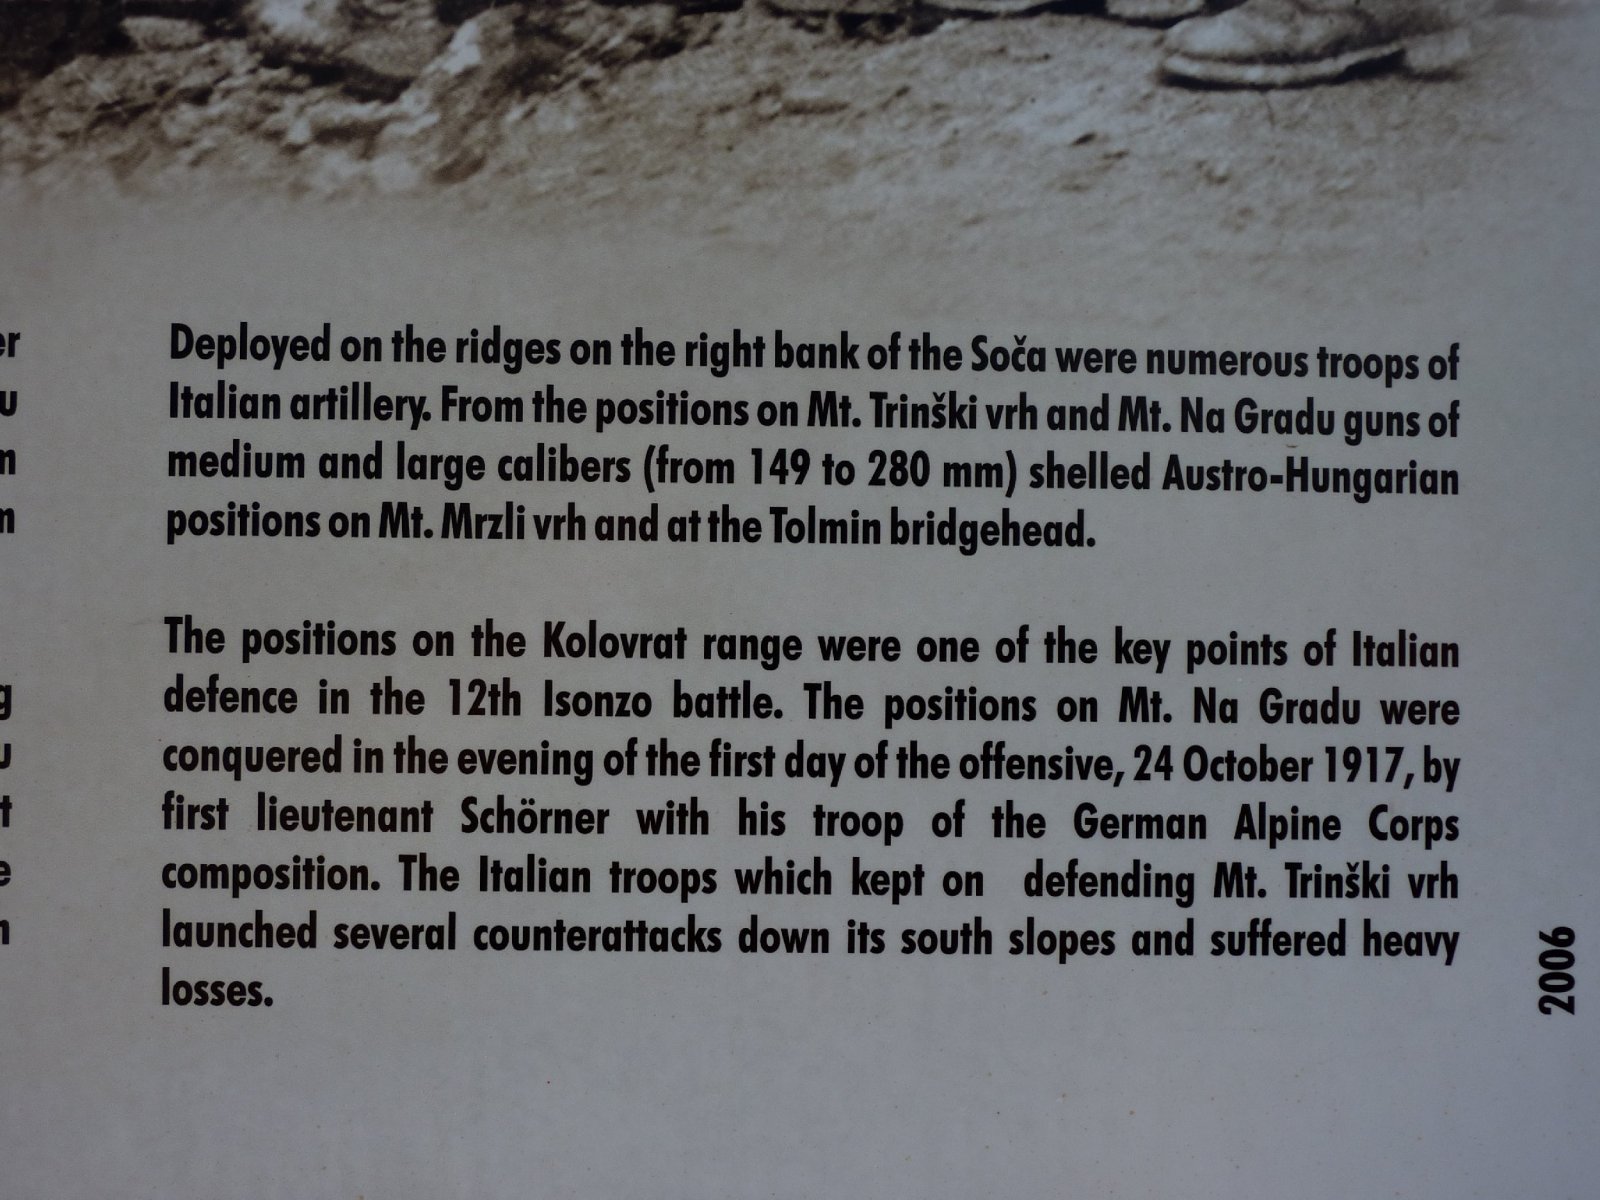 Deployed on the ridges on the right bank of the Soča were numerous troops of
Italian artillery. From the positions on Mt. Trinški vrh and Mt. Na Gradu guns of
medium and large calibers (from 149 to 280 mm) shelled Austro-Hungarian
positions on Mt. Mrzli vrh and at the Tolmin bridgehead.
The positions on the Kolovrat range were one of the key points of Italian
defence in the 12th Isonzo battle. The positions on Mt. Na Gradu were
conquered in the evening of the first day of the offensive, 24 October 1917, by
first lieutenant Schörner with his troop of the German Alpine Corps
composition. The Italian troops which kept on defending Mt. Trinški vrh
launched several counterattacks down its south slopes and suffered heavy
losses.
2006